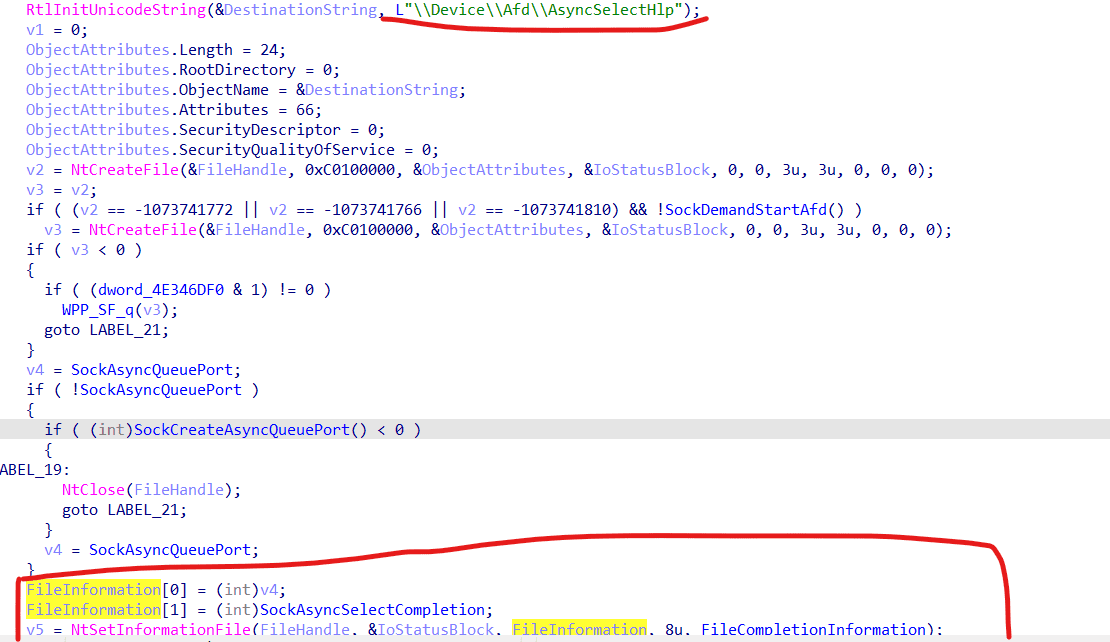 RtlInitUnicodeString(&DestinationString, L"\\Device\\Afd\\AsyncSelectHlp");
v1 = 0;
ObjectAttributes.Length = 24;
ObjectAttributes.RootDirectory = 0;
ObjectAttributes.ObjectName = &DestinationString;
ObjectAttributes.Attributes = 66;
ObjectAttributes.SecurityDescriptor = 0;
ObjectAttributes.SecurityQualityOfService = 0;
v2 = NtCreateFile(&FileHandle, 0xC0100000, &ObjectAttributes, &IoStatusBlock, 0, 0, 3u, 3u, 0, 0, 0);
v3 = v2;
if ( (v2 == -1073741772 || v2 == -1073741766 || v2 == -1073741810) && !SockDemandStartAfd() )
v3 = NtCreateFile(&FileHandle, 0xC0100000, &ObjectAttributes, &IoStatusBlock, 0, 0, 3u, 3u, 0, 0, 0);
if ( v3 < 0 )
{
if ( (dword_4E346DF0 & 1) != 0 )
WPP_SF_q(v3);
goto LABEL_21;
}
v4 = SockAsyncQueuePort;
if ( !SockAsyncQueuePort )
{
if ( (int)SockCreateAsyncQueuePort() < 0 )
{
ABEL_19:
NtClose(FileHandle);
goto LABEL_21;
}
v4 = SockAsyncQueuePort;
}
FileInformation[0] = (int)v4;
FileInformation[1] = (int)SockAsyncSelectCompletion;
v5 = NtSetInformationFile(FileHandle, &IoStatusBlock, FileInformation, 8u, FileCompletionInformation);